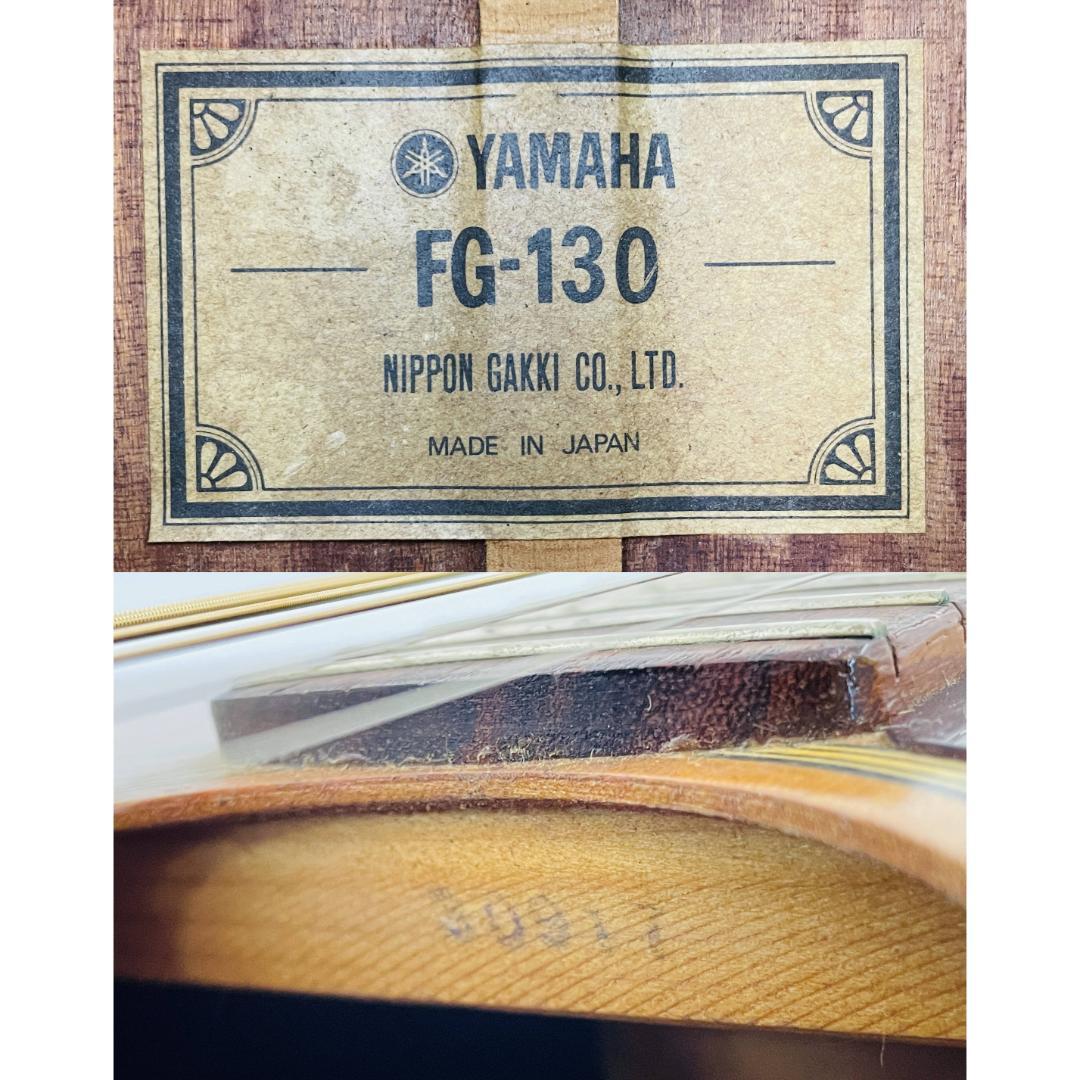 YAMAHA
FG-130
NIPPON GAKKI CO., LTD.
MADE IN JAPAN